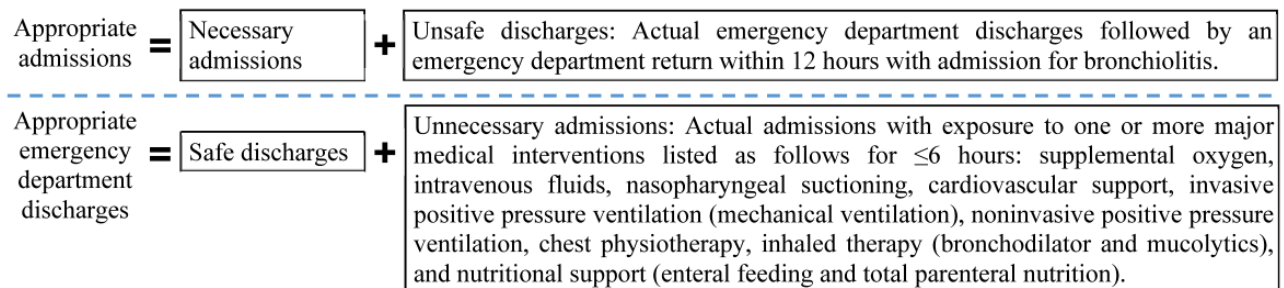 Appropriate admissions = Necessary admissions + Unsafe discharges: Actual emergency department discharges followed by an
emergency department return within 12 hours with admission for bronchiolitis.
Appropriate emergency department discharges = Safe discharges + Unnecessary admissions: Actual admissions with exposure to one or more major
medical interventions listed as follows for ≤6 hours: supplemental oxygen,
intravenous fluids, nasopharyngeal suctioning, cardiovascular support, invasive
positive pressure ventilation (mechanical ventilation), noninvasive positive pressure
ventilation, chest physiotherapy, inhaled therapy (bronchodilator and mucolytics),
and nutritional support (enteral feeding and total parenteral nutrition).